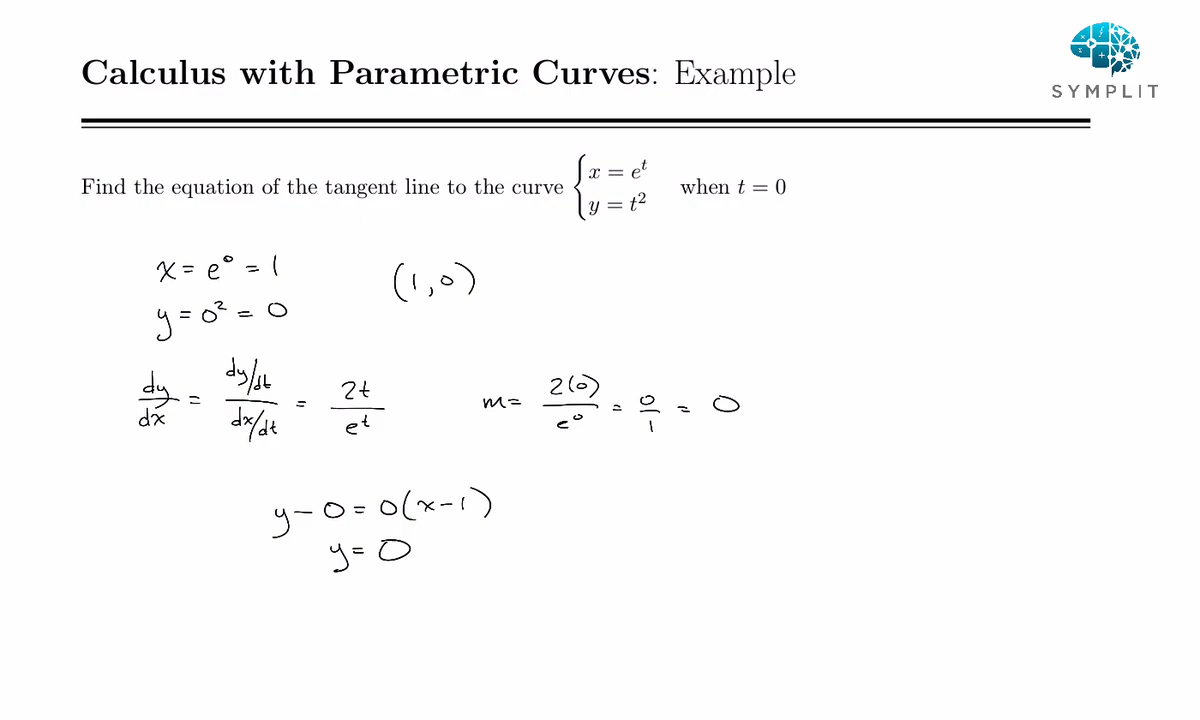 Calculus with Parametric Curves: Example
SYMPLIT
Find the equation of the tangent line to the curve { x = e^t when t = 0
y = t^2
x = e^0 = 1 (1,0)
y = 0^2 = 0
dy/dx = (dy/dt)/(dx/dt) = 2t/e^t m = 2(0)/e^0 = 0/1 = 0
y - 0 = 0(x-1)
y = 0